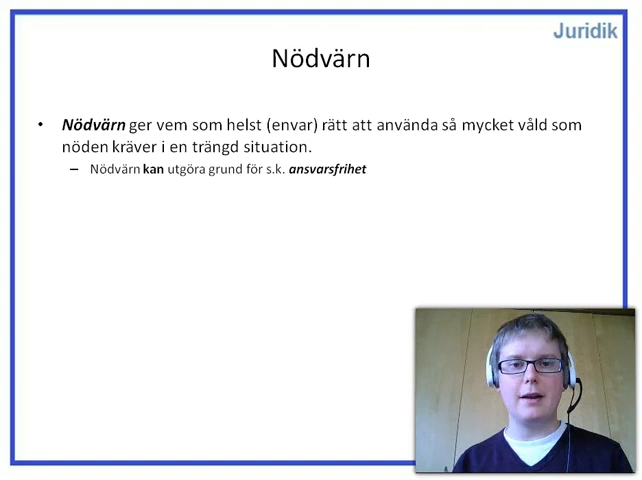 Juridik
Nödvärn
• Nödvärn ger vem som helst (envar) rätt att använda så mycket våld som
nöden kräver i en trängd situation.
– Nödvärn kan utgöra grund för s.k. ansvarsfrihet